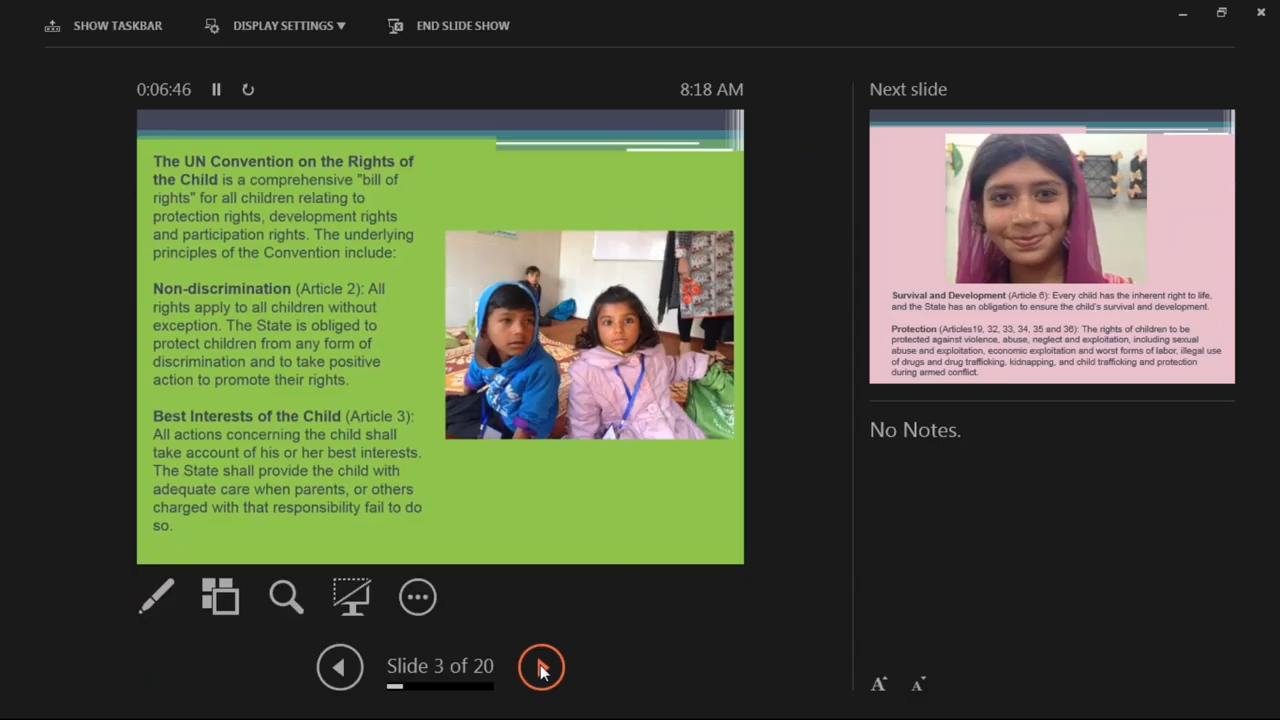 SHOW TASKBAR
DISPLAY SETTINGS
END SLIDE SHOW
0:06:46
8:18 AM
The UN Convention on the Rights of
the Child is a comprehensive "bill of
rights" for all children relating to
protection rights, development rights
and participation rights. The underlying
principles of the Convention include:
Non-discrimination (Article 2): All
rights apply to all children without
exception. The State is obliged to
protect children from any form of
discrimination and to take positive
action to promote their rights.
Best Interests of the Child (Article 3):
All actions concerning the child shall
take account of his or her best interests.
The State shall provide the child with
adequate care when parents, or others
charged with that responsibility fail to do
so.
Slide 3 of 20
Next slide
Survival and Development (Article 6): Every child has the inherent right to life,
and the State has an obligation to ensure the child's survival and development.
Protection (Articles19, 32, 33, 34, 35 and 36): The rights of children to be
protected against violence, abuse, neglect and exploitation, including sexual
abuse and exploitation, economic exploitation and worst forms of labor, illegal use
of drugs and drug trafficking, kidnapping, and child trafficking and protection
during armed conflict.
No Notes.
A A